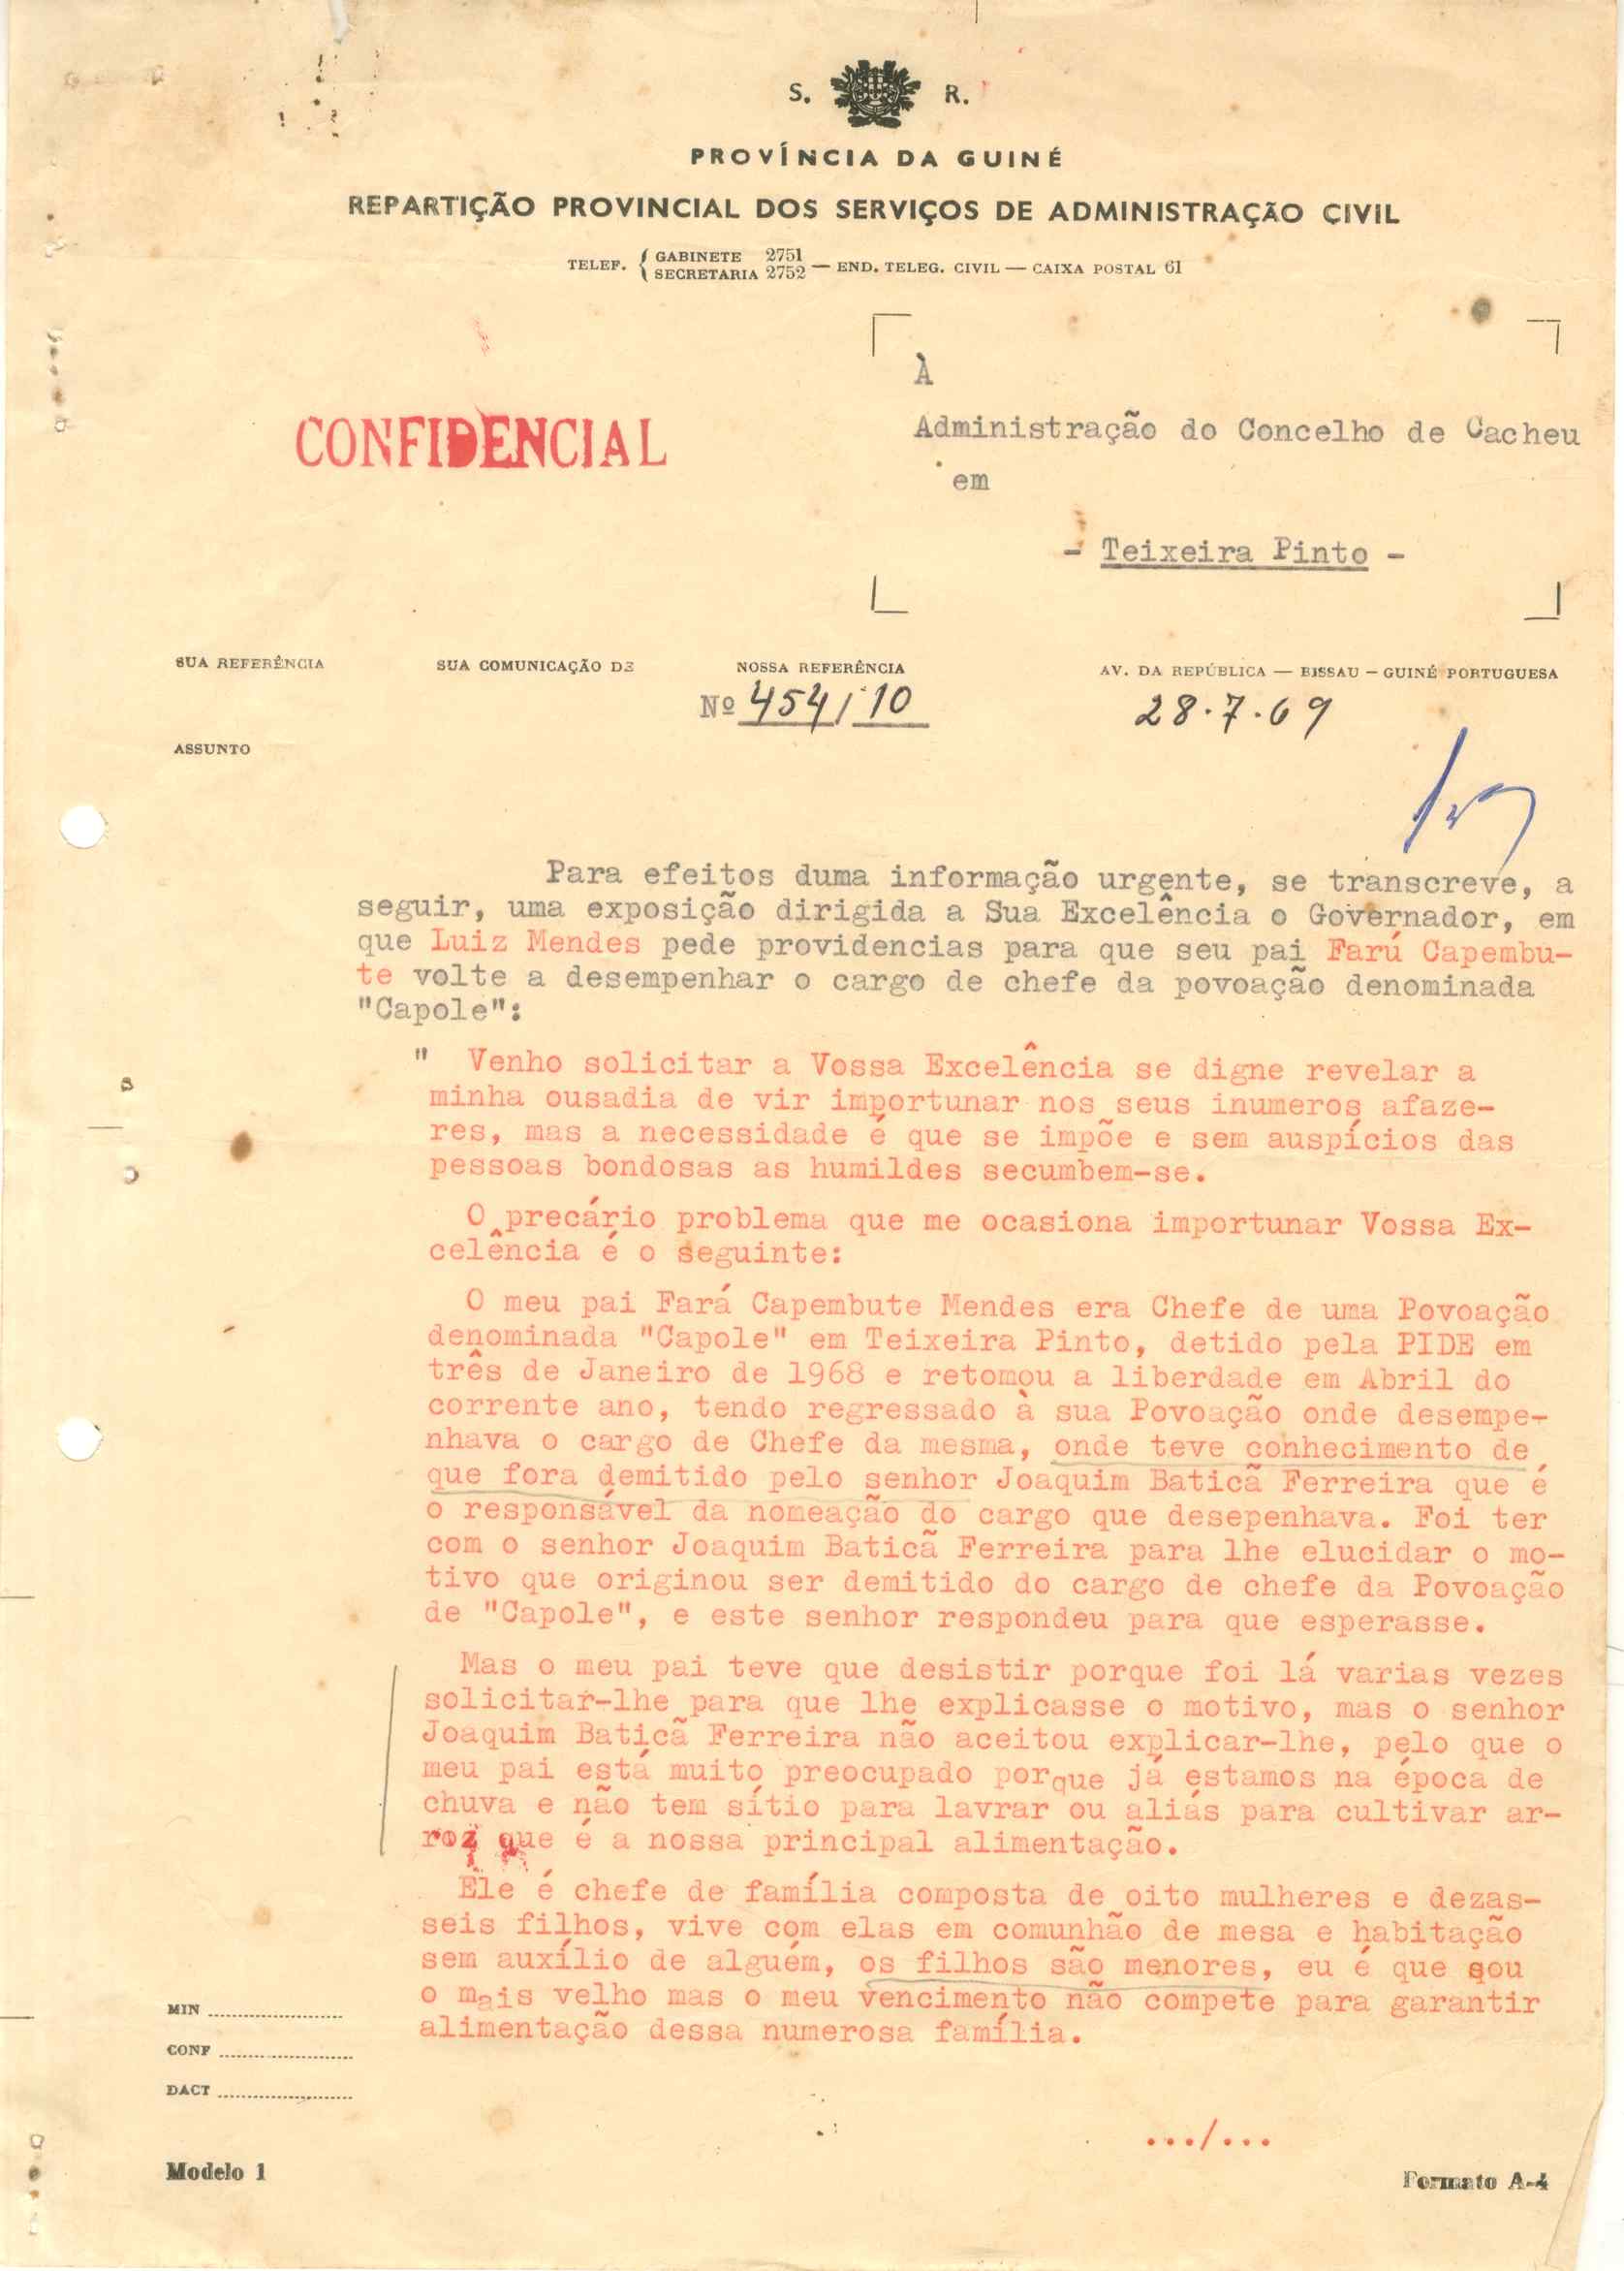 S. R.
PROVÍNCIA DA GUINÉ
REPARTIÇÃO PROVINCIAL DOS SERVIÇOS DE ADMINISTRAÇÃO CIVIL
TELEF. { GABINETE 2751
SECRETARIA 2752 — END. TELEG. CIVIL — CAIXA POSTAL 61
À
CONFIDENCIAL
Administração do Concelho de Cacheu
em
- Teixeira Pinto -
SUA REFERÊNCIA SUA COMUNICAÇÃO DE NOSSA REFERÊNCIA AV. DA REPÚBLICA — BISSAU — GUINÉ PORTUGUESA
Nº 454/10 28.7.69
ASSUNTO
Para efeitos duma informação urgente, se transcreve, a
seguir, uma exposição dirigida a Sua Excelência o Governador, em
que Luiz Mendes pede providencias para que seu pai Farú Capembu-
te volte a desempenhar o cargo de chefe da povoação denominada
"Capole":
" Venho solicitar a Vossa Excelência se digne revelar a
minha ousadia de vir importunar nos seus inumeros afaze-
res, mas a necessidade é que se impõe e sem auspícios das
pessoas bondosas as humildes secumbem-se.
O precário problema que me ocasiona importunar Vossa Ex-
celência é o seguinte:
O meu pai Fará Capembute Mendes era Chefe de uma Povoação
denominada "Capole" em Teixeira Pinto, detido pela PIDE em
três de Janeiro de 1968 e retomou a liberdade em Abril do
corrente ano, tendo regressado à sua Povoação onde desempe-
nhava o cargo de Chefe da mesma, onde teve conhecimento de
que fora demitido pelo senhor Joaquim Baticã Ferreira que é
o responsável da nomeação do cargo que desepenhava. Foi ter
com o senhor Joaquim Baticã Ferreira para lhe elucidar o mo-
tivo que originou ser demitido do cargo de chefe da Povoação
de "Capole", e este senhor respondeu para que esperasse.
Mas o meu pai teve que desistir porque foi lá varias vezes
solicitar-lhe para que lhe explicasse o motivo, mas o senhor
Joaquim Baticã Ferreira não aceitou explicar-lhe, pelo que o
meu pai está muito preocupado porque já estamos na época de
chuva e não tem sítio para lavrar ou aliás para cultivar ar-
roz que é a nossa principal alimentação.
Êle é chefe de família composta de oito mulheres e dezas-
seis filhos, vive com elas em comunhão de mesa e habitação
sem auxílio de alguém, os filhos são menores, eu é que sou
o mais velho mas o meu vencimento não compete para garantir
alimentação dessa numerosa família.
MIN
CONF
DACT
.../...
Modelo 1 Formato A-4